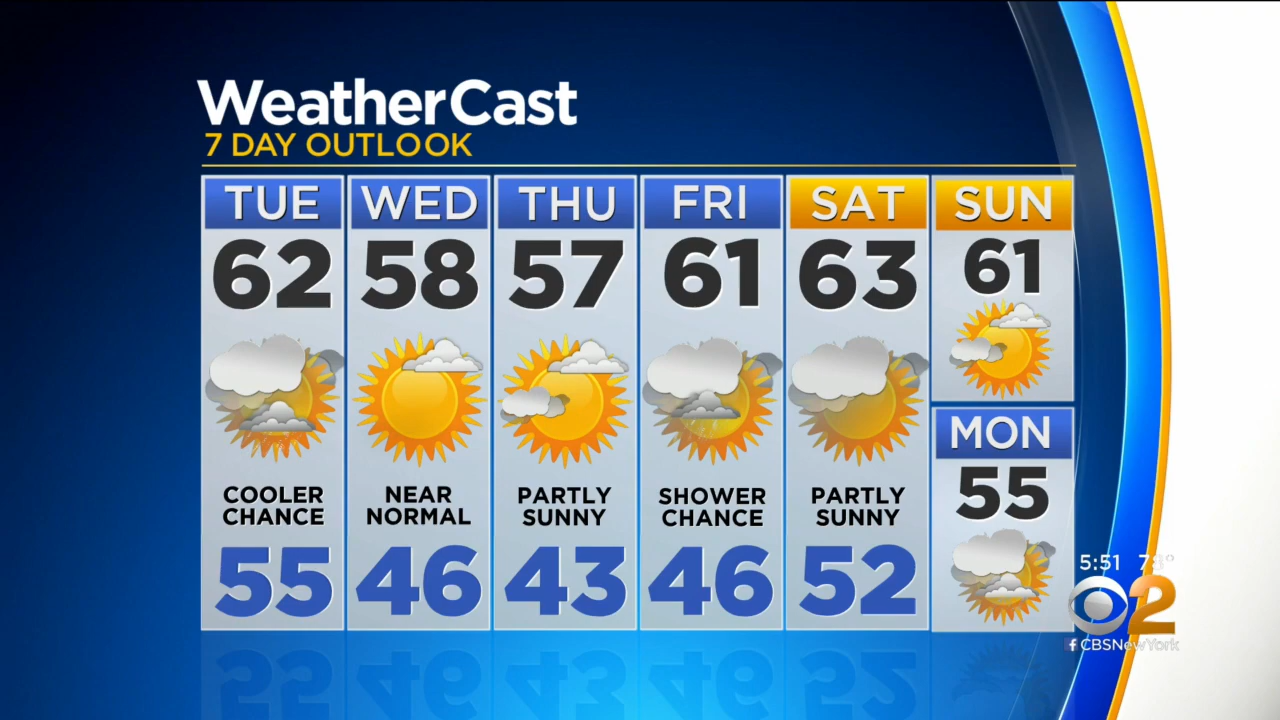 WeatherCast
7 DAY OUTLOOK
TUE
62
COOLER
CHANCE
55
WED
58
NEAR
NORMAL
46
THU
57
PARTLY
SUNNY
43
FRI
61
SHOWER
CHANCE
46
SAT
63
PARTLY
SUNNY
52
SUN
61
MON
55
5:51
2
CBSNewYork